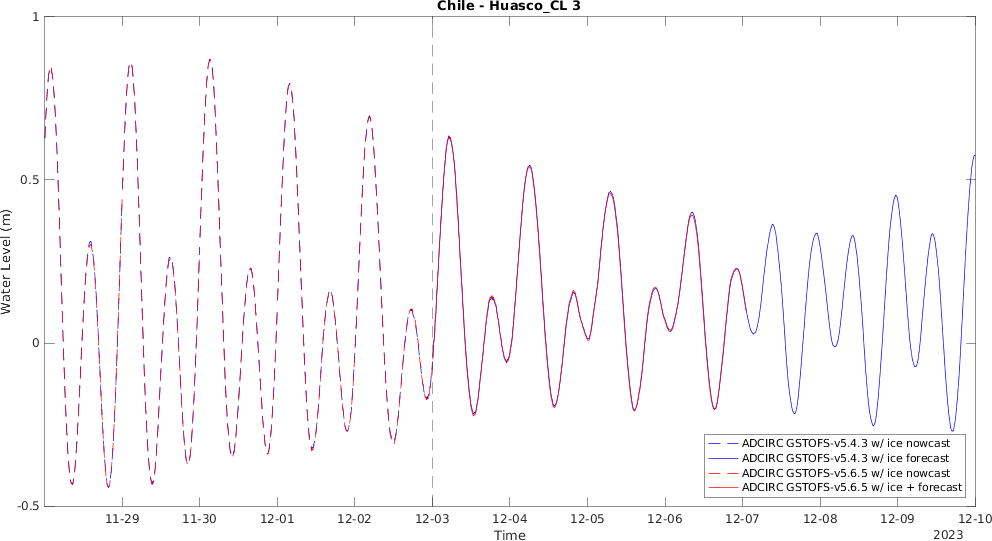 Chile - Huasco_CL 3
Water Level (m)
1
0.5
0
-0.5
11-29 11-30 12-01 12-02 12-03 12-04 12-05 12-06 12-07 12-08 12-09 12-10
Time
2023
ADCIRC GSTOFS-v5.4.3 w/ ice nowcast
ADCIRC GSTOFS-v5.4.3 w/ ice forecast
ADCIRC GSTOFS-v5.6.5 w/ ice nowcast
ADCIRC GSTOFS-v5.6.5 w/ ice + forecast